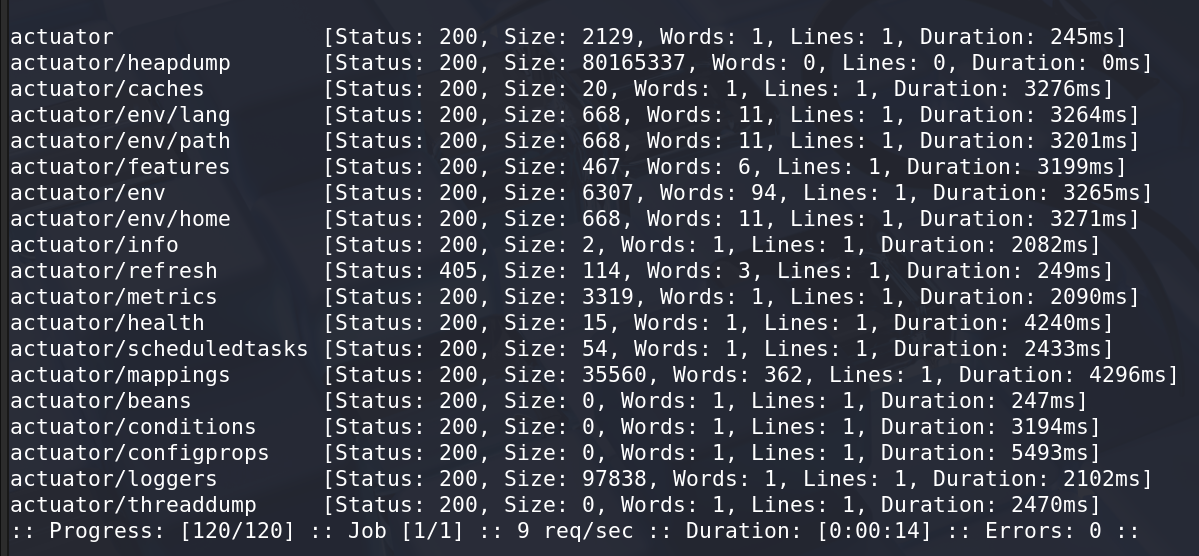 actuator                [Status: 200, Size: 2129, Words: 1, Lines: 1, Duration: 245ms]
actuator/heapdump       [Status: 200, Size: 80165337, Words: 0, Lines: 0, Duration: 0ms]
actuator/caches         [Status: 200, Size: 20, Words: 1, Lines: 1, Duration: 3276ms]
actuator/env/lang       [Status: 200, Size: 668, Words: 11, Lines: 1, Duration: 3264ms]
actuator/env/path       [Status: 200, Size: 668, Words: 11, Lines: 1, Duration: 3201ms]
actuator/features       [Status: 200, Size: 467, Words: 6, Lines: 1, Duration: 3199ms]
actuator/env            [Status: 200, Size: 6307, Words: 94, Lines: 1, Duration: 3265ms]
actuator/env/home       [Status: 200, Size: 668, Words: 11, Lines: 1, Duration: 3271ms]
actuator/info           [Status: 200, Size: 2, Words: 1, Lines: 1, Duration: 2082ms]
actuator/refresh        [Status: 405, Size: 114, Words: 3, Lines: 1, Duration: 249ms]
actuator/metrics        [Status: 200, Size: 3319, Words: 1, Lines: 1, Duration: 2090ms]
actuator/health         [Status: 200, Size: 15, Words: 1, Lines: 1, Duration: 4240ms]
actuator/scheduledtasks [Status: 200, Size: 54, Words: 1, Lines: 1, Duration: 2433ms]
actuator/mappings       [Status: 200, Size: 35560, Words: 362, Lines: 1, Duration: 4296ms]
actuator/beans          [Status: 200, Size: 0, Words: 1, Lines: 1, Duration: 247ms]
actuator/conditions     [Status: 200, Size: 0, Words: 1, Lines: 1, Duration: 3194ms]
actuator/configprops    [Status: 200, Size: 0, Words: 1, Lines: 1, Duration: 5493ms]
actuator/loggers        [Status: 200, Size: 97838, Words: 1, Lines: 1, Duration: 2102ms]
actuator/threaddump     [Status: 200, Size: 0, Words: 1, Lines: 1, Duration: 2470ms]
:: Progress: [120/120] :: Job [1/1] :: 9 req/sec :: Duration: [0:00:14] :: Errors: 0 ::